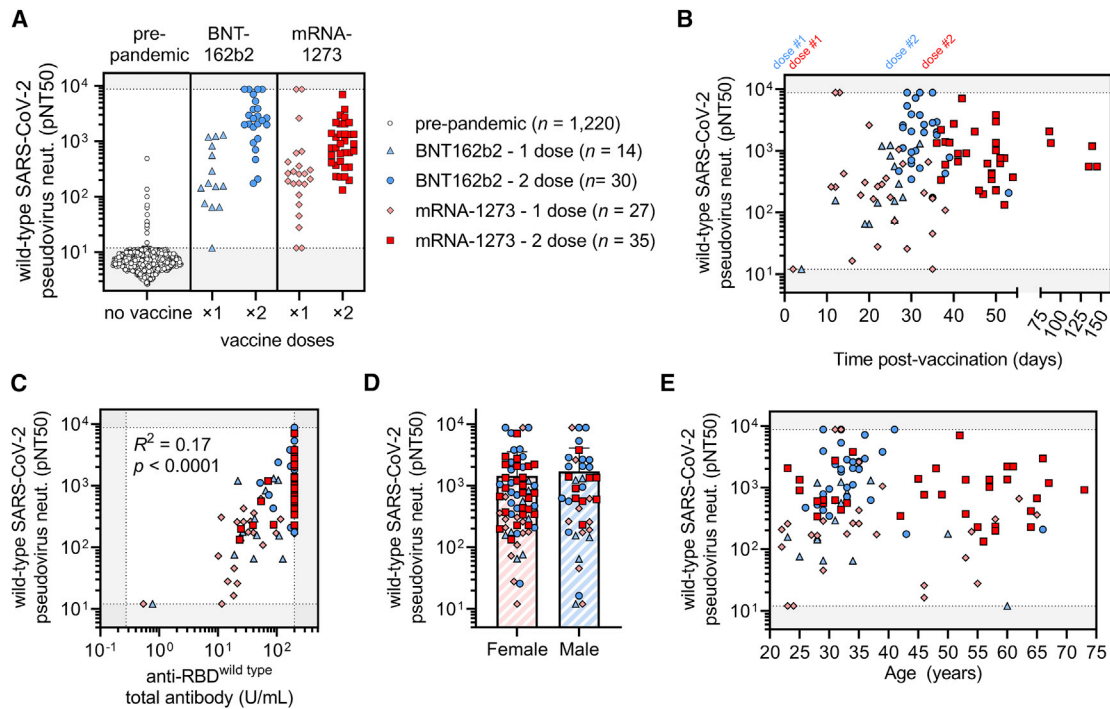 A
pre-
pandemic
BNT-
162b2
mRNA-
1273
wild-type SARS-CoV-2
pseudovirus neut. (pNT50)
10⁴
10³
10²
10¹
no vaccine
×1
×2
×1
×2
vaccine doses
pre-pandemic (n = 1,220)
BNT162b2 - 1 dose (n = 14)
BNT162b2 - 2 dose (n= 30)
mRNA-1273 - 1 dose (n = 27)
mRNA-1273 - 2 dose (n = 35)
B
dose #1
dose #1
dose #2
dose #2
wild-type SARS-CoV-2
pseudovirus neut. (pNT50)
10⁴
10³
10²
10¹
0 10 20 30 40 50 75 100 125 150
Time post-vaccination (days)
C
wild-type SARS-CoV-2
pseudovirus neut. (pNT50)
10⁴
10³
10²
10¹
R² = 0.17
p < 0.0001
10⁻¹ 10⁰ 10¹ 10²
anti-RBDʷⁱˡᵈ ᵗʸᵖᵉ
total antibody (U/mL)
D
wild-type SARS-CoV-2
pseudovirus neut. (pNT50)
10⁴
10³
10²
10¹
Female Male
E
wild-type SARS-CoV-2
pseudovirus neut. (pNT50)
10⁴
10³
10²
10¹
20 25 30 35 40 45 50 55 60 65 70 75
Age (years)